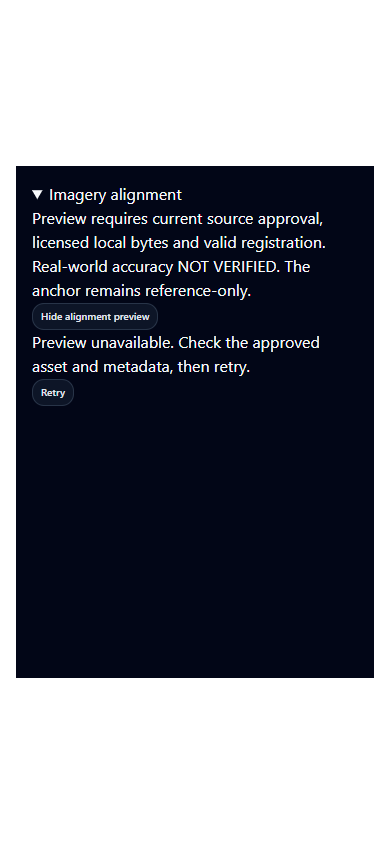 ▼ Imagery alignment
Preview requires current source approval,
licensed local bytes and valid registration.
Real-world accuracy NOT VERIFIED. The
anchor remains reference-only.
Hide alignment preview
Preview unavailable. Check the approved
asset and metadata, then retry.
Retry